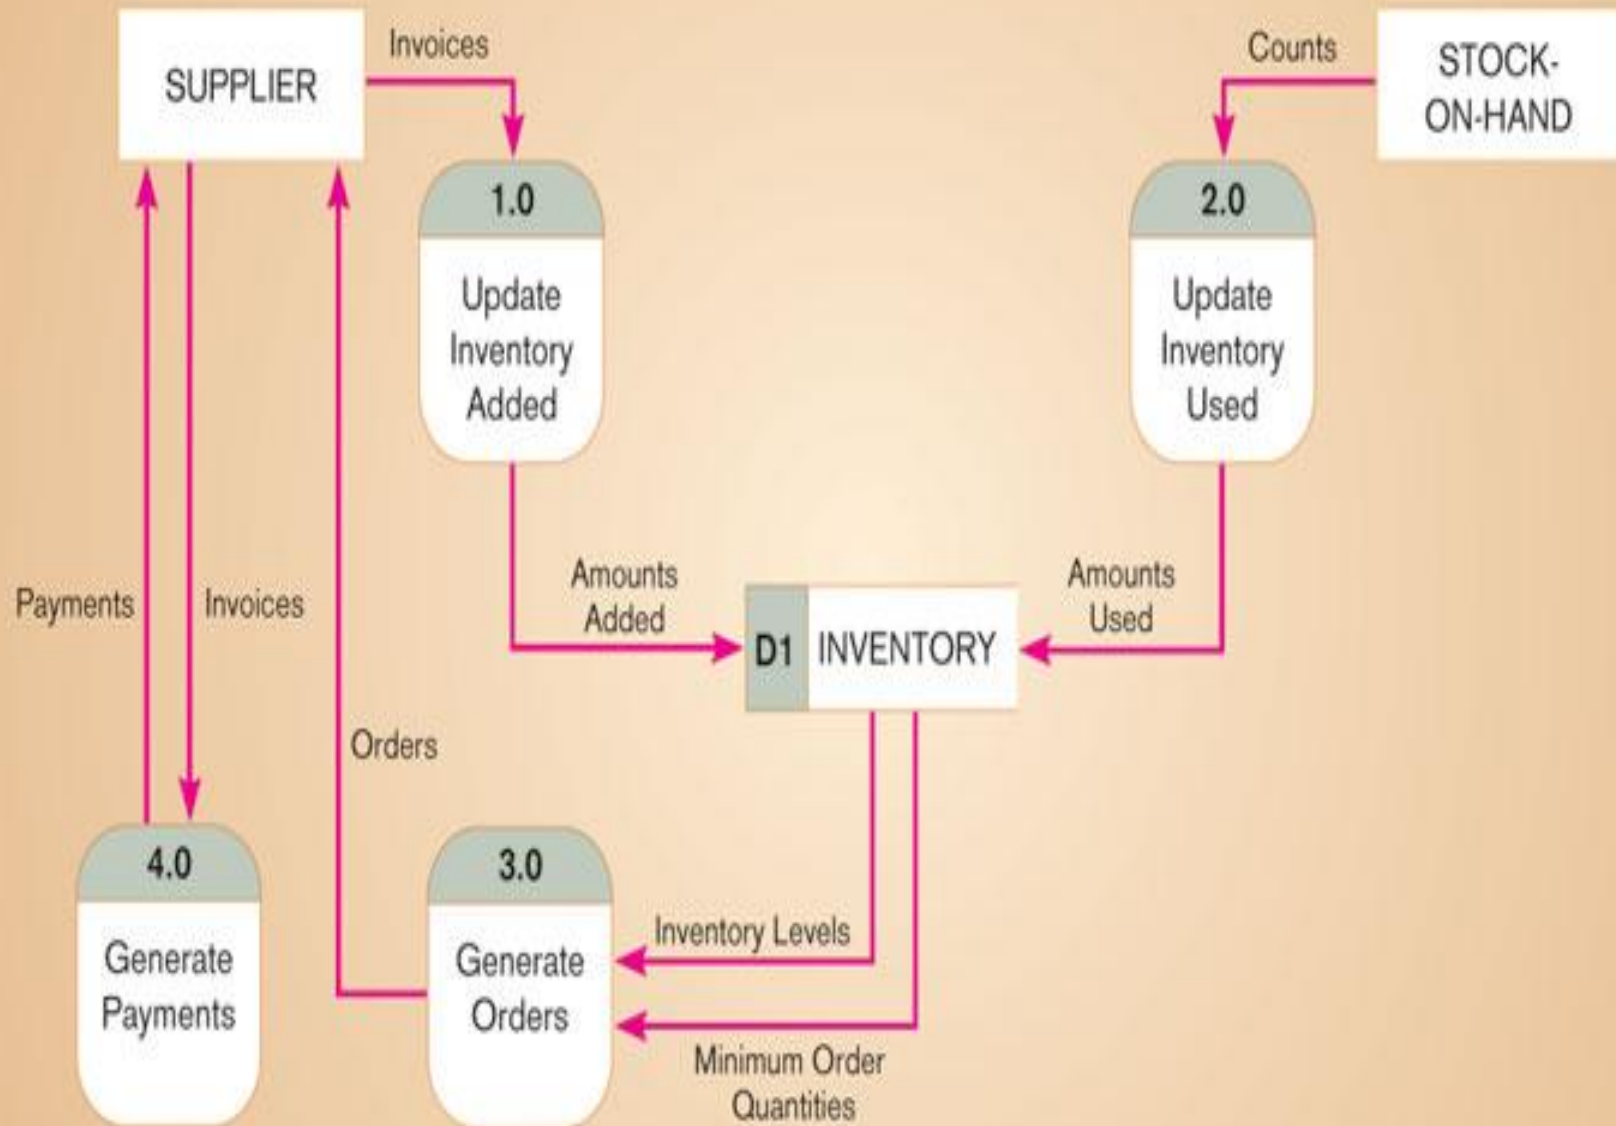 Invoices
SUPPLIER
Counts
STOCK-
ON-HAND
1.0
Update
Inventory
Added
2.0
Update
Inventory
Used
Payments
Invoices
Orders
Amounts
Added
D1 INVENTORY
Amounts
Used
4.0
Generate
Payments
3.0
Generate
Orders
Inventory Levels
Minimum Order
Quantities